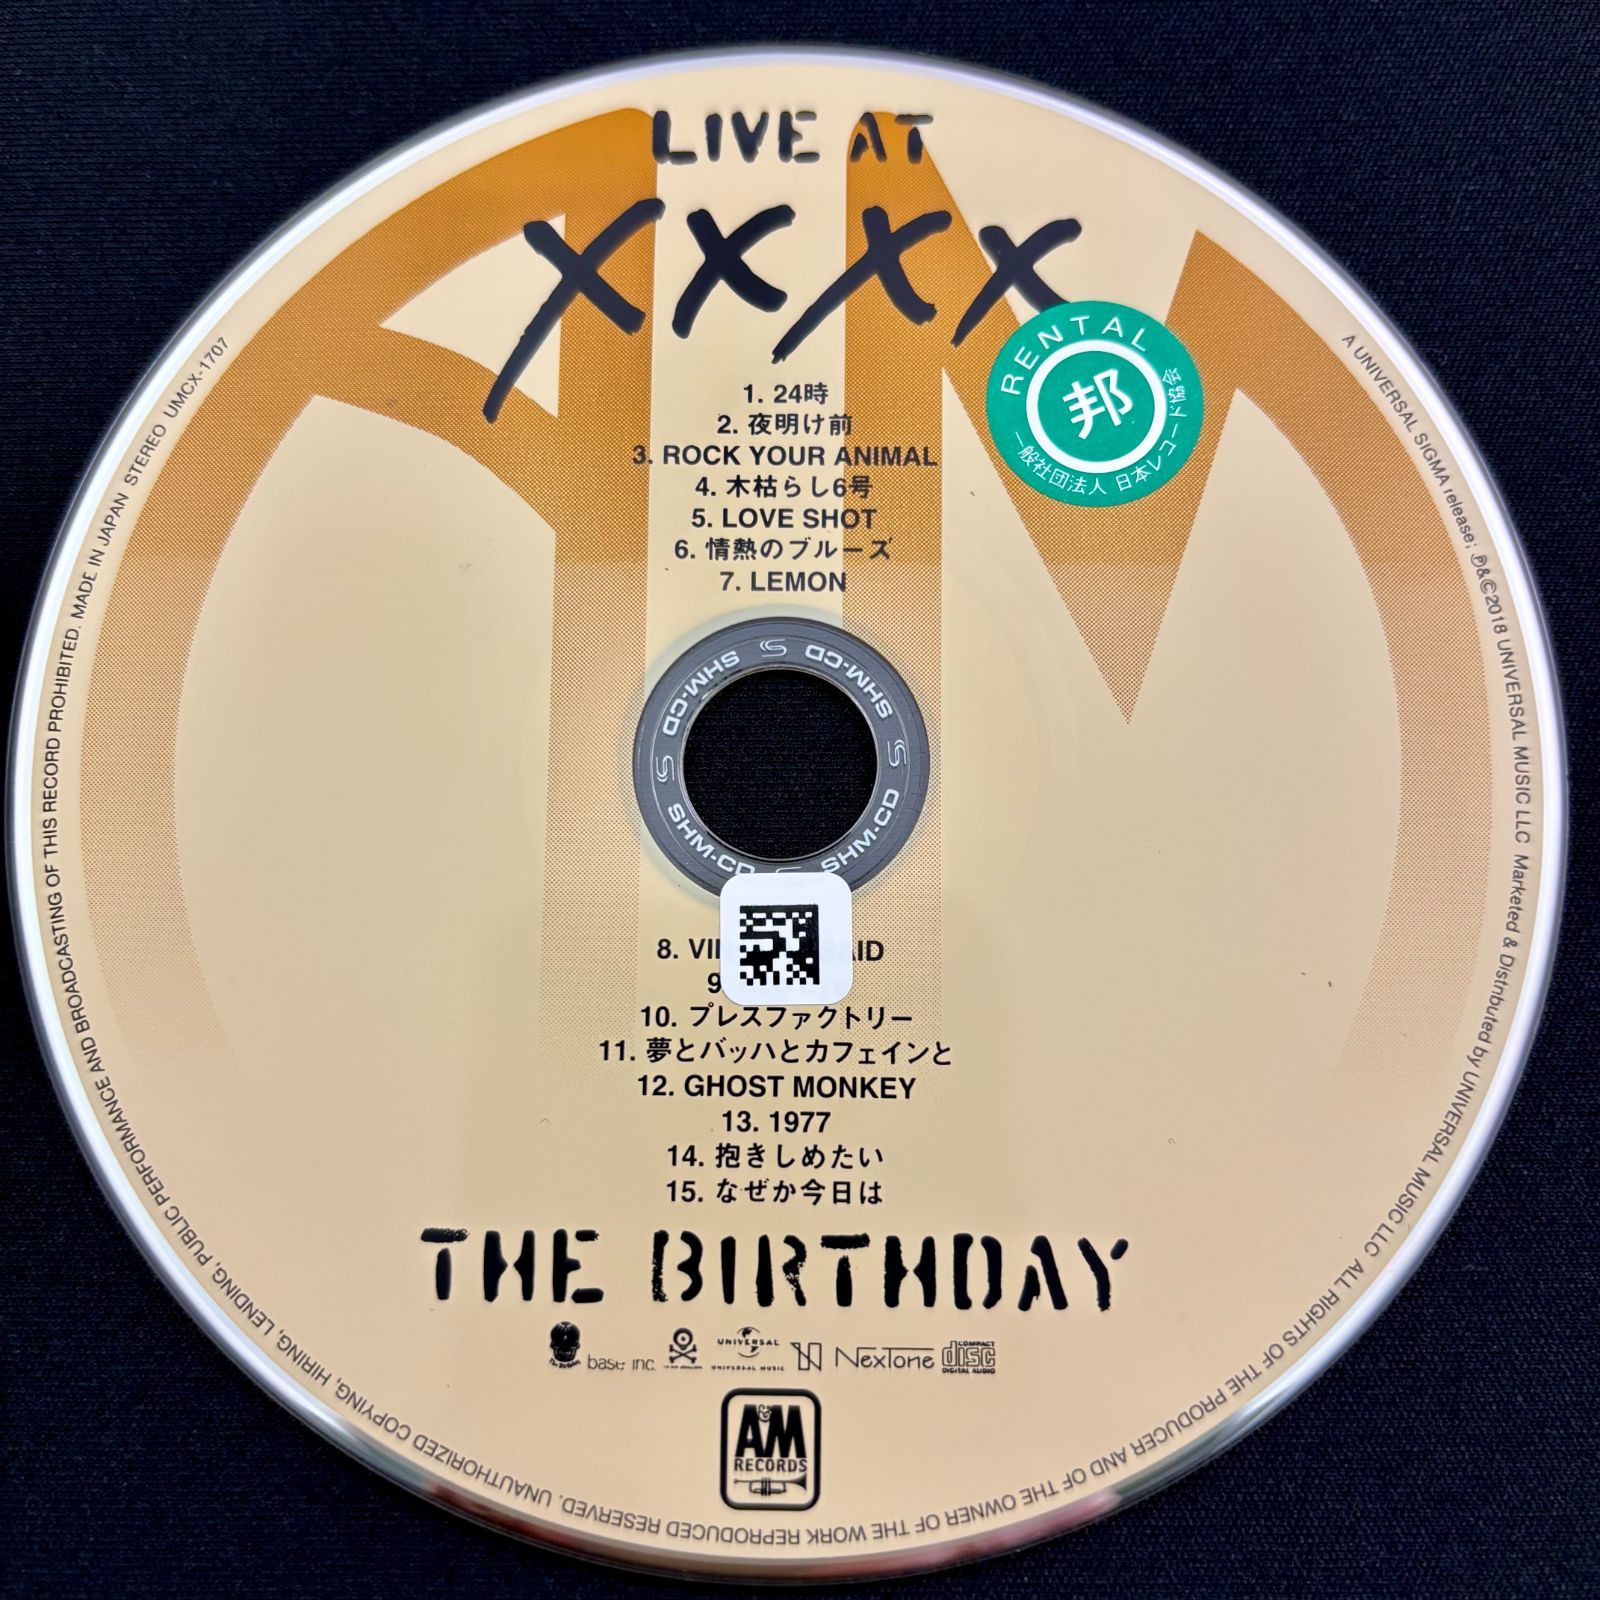 LIVE AT
XXXX
RENTAL
邦
一般社団法人 日本レコード協会
1. 24時
2. 夜明け前
3. ROCK YOUR ANIMAL
4. 木枯らし6号
5. LOVE SHOT
6. 情熱のブルーズ
7. LEMON
SHM-CD SHM-CD SHM-CD SHM-CD SHM-CD
8.
10. プレスファクトリー
11. 夢とバッハとカフェインと
12. GHOST MONKEY
13. 1977
14. 抱きしめたい
15. なぜか今日は
THE BIRTHDAY
The Birthday
base inc.
UNIVERSAL
UNIVERSAL MUSIC
NexTone
COMPACT
disc
DIGITAL AUDIO
A&M
RECORDS
A UNIVERSAL SIGMA release; ℗&©2018 UNIVERSAL MUSIC LLC Marketed & Distributed by UNIVERSAL MUSIC LLC ALL RIGHTS OF THE PRODUCER AND OF THE OWNER OF THE WORK REPRODUCED RESERVED. UNAUTHORIZED COPYING, HIRING, LENDING, PUBLIC PERFORMANCE AND BROADCASTING OF THIS RECORD PROHIBITED. MADE IN JAPAN STEREO UMCX-1707